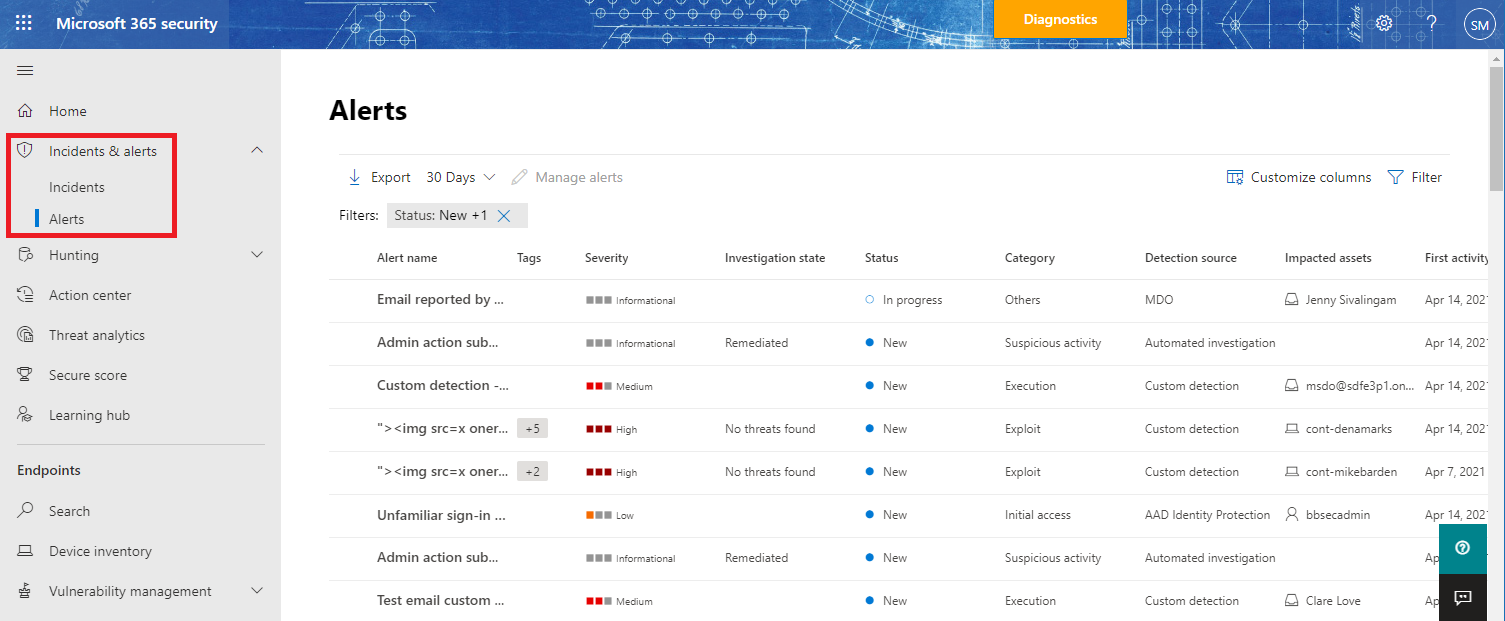 Microsoft 365 security Diagnostics ? SM
Home
Incidents & alerts
Incidents
Alerts
Hunting
Action center
Threat analytics
Secure score
Learning hub
Endpoints
Search
Device inventory
Vulnerability management
Alerts
Export 30 Days Manage alerts Customize columns Filter
Filters: Status: New +1
Alert name Tags Severity Investigation state Status Category Detection source Impacted assets First activity
Email reported by ... Informational In progress Others MDO Jenny Sivalingam Apr 14, 2021
Admin action sub... Informational Remediated New Suspicious activity Automated investigation Apr 14, 2021
Custom detection -... Medium New Execution Custom detection msdo@sdfe3p1.on... Apr 14, 2021
"><img src=x oner... +5 High No threats found New Exploit Custom detection cont-denamarks Apr 14, 2021
"><img src=x oner... +2 High No threats found New Exploit Custom detection cont-mikebarden Apr 7, 2021
Unfamiliar sign-in ... Low New Initial access AAD Identity Protection bbsecadmin Apr 14, 2021
Admin action sub... Informational Remediated New Suspicious activity Automated investigation Ap
Test email custom ... Medium New Execution Custom detection Clare Love Ap